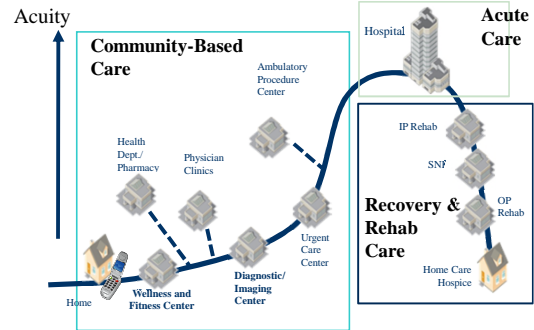 Acuity
Community-Based
Care
Hospital
Acute
Care
Ambulatory
Procedure
Center
Health
Dept./
Pharmacy
Physician
Clinics
IP Rehab
SNF
Recovery &
Rehab
Care
OP
Rehab
Urgent
Care
Center
Home
Wellness and
Fitness Center
Diagnostic/
Imaging
Center
Home Care
Hospice